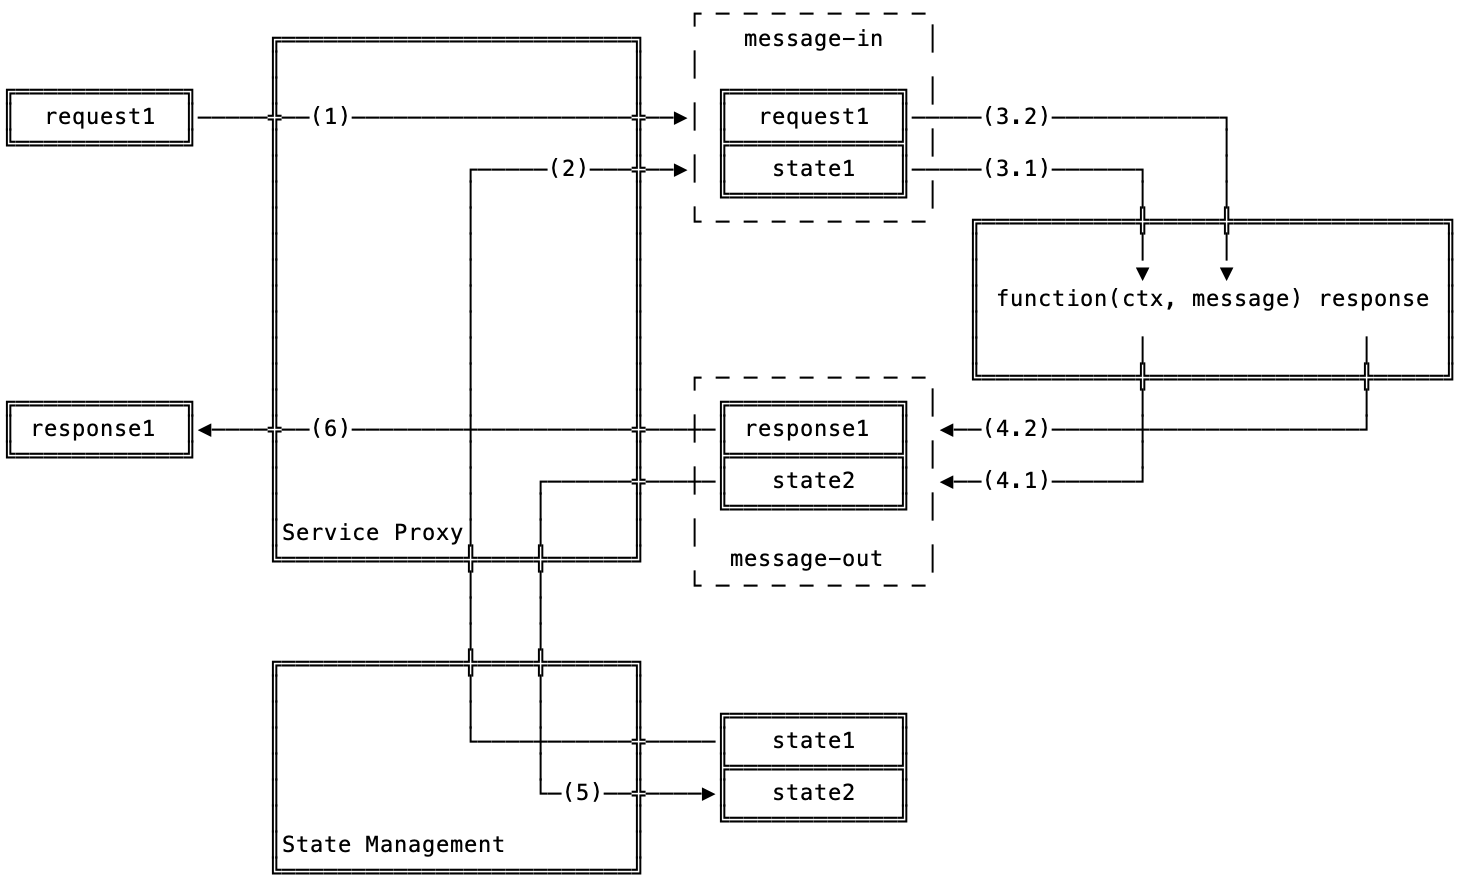 message-in
request1 (1) request1 (3.2)
(2) state1 (3.1)
function(ctx, message) response
response1 (6) response1 (4.2)
state2 (4.1)
Service Proxy
message-out
state1
(5) state2
State Management